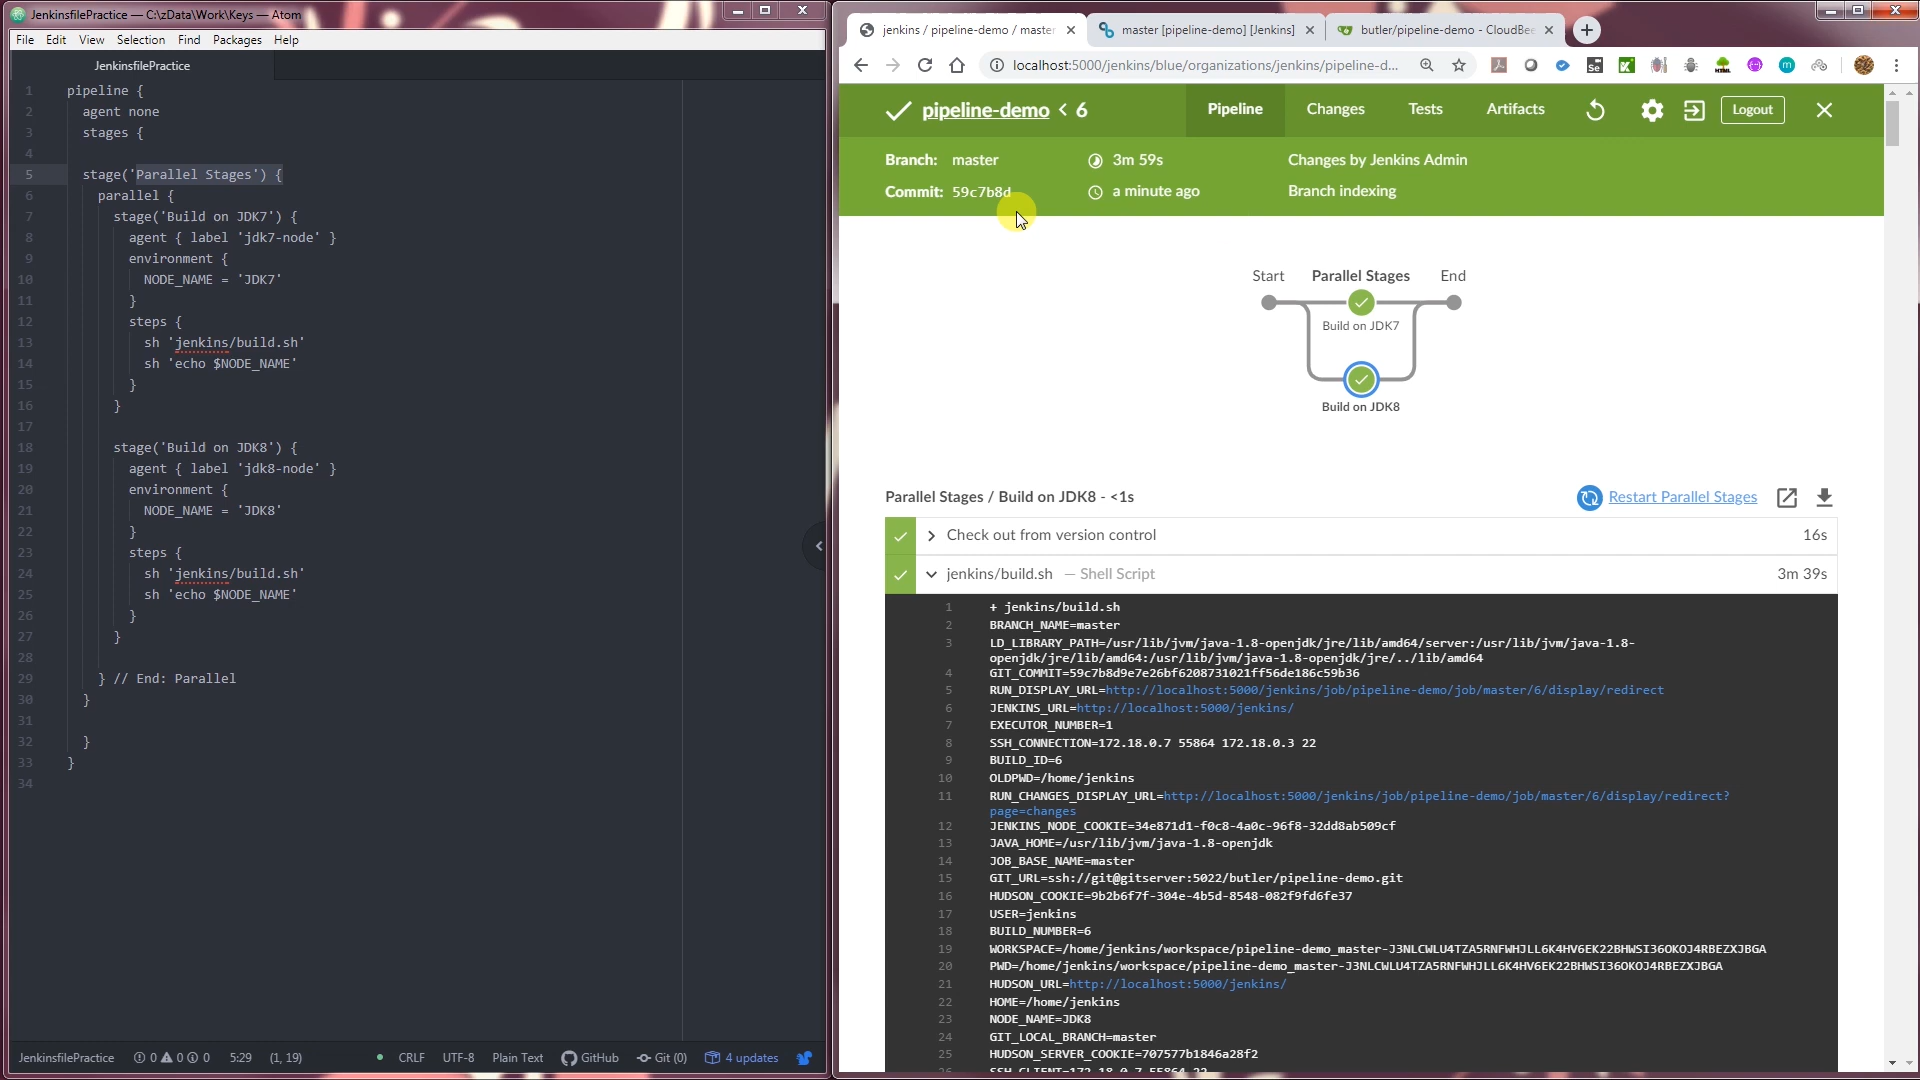 JenkinsfilePractice — C:\zData\Work\Keys — Atom
File Edit View Selection Find Packages Help
JenkinsfilePractice
1 pipeline {
2 agent none
3 stages {
4
5 stage('Parallel Stages') {
6 parallel {
7 stage('Build on JDK7') {
8 agent { label 'jdk7-node' }
9 environment {
10 NODE_NAME = 'JDK7'
11 }
12 steps {
13 sh 'jenkins/build.sh'
14 sh 'echo $NODE_NAME'
15 }
16 }
17
18 stage('Build on JDK8') {
19 agent { label 'jdk8-node' }
20 environment {
21 NODE_NAME = 'JDK8'
22 }
23 steps {
24 sh 'jenkins/build.sh'
25 sh 'echo $NODE_NAME'
26 }
27 }
28
29 } // End: Parallel
30 }
31
32 }
33 }
34
JenkinsfilePractice 0 0 0 5:29 (1, 19) CRLF UTF-8 Plain Text GitHub Git (0) 4 updates
jenkins / pipeline-demo / master master [pipeline-demo] [Jenkins] butler/pipeline-demo - CloudBee
localhost:5000/jenkins/blue/organizations/jenkins/pipeline-d...
pipeline-demo < 6 Pipeline Changes Tests Artifacts Logout
Branch: master 3m 59s Changes by Jenkins Admin
Commit: 59c7b8d a minute ago Branch indexing
Start Parallel Stages End
Build on JDK7
Build on JDK8
Parallel Stages / Build on JDK8 - <1s Restart Parallel Stages
Check out from version control 16s
jenkins/build.sh — Shell Script 3m 39s
1 + jenkins/build.sh
2 BRANCH_NAME=master
3 LD_LIBRARY_PATH=/usr/lib/jvm/java-1.8-openjdk/jre/lib/amd64/server:/usr/lib/jvm/java-1.8-
openjdk/jre/lib/amd64:/usr/lib/jvm/java-1.8-openjdk/jre/../lib/amd64
4 GIT_COMMIT=59c7b8d9e7e26bf6208731021ff56de186c59b36
5 RUN_DISPLAY_URL=http://localhost:5000/jenkins/job/pipeline-demo/job/master/6/display/redirect
6 JENKINS_URL=http://localhost:5000/jenkins/
7 EXECUTOR_NUMBER=1
8 SSH_CONNECTION=172.18.0.7 55864 172.18.0.3 22
9 BUILD_ID=6
10 OLDPWD=/home/jenkins
11 RUN_CHANGES_DISPLAY_URL=http://localhost:5000/jenkins/job/pipeline-demo/job/master/6/display/redirect?
page=changes
12 JENKINS_NODE_COOKIE=34e871d1-f0c8-4a0c-96f8-32dd8ab509cf
13 JAVA_HOME=/usr/lib/jvm/java-1.8-openjdk
14 JOB_BASE_NAME=master
15 GIT_URL=ssh://git@gitserver:5022/butler/pipeline-demo.git
16 HUDSON_COOKIE=9b2b6f7f-304e-4b5d-8548-082f9fd6fe37
17 USER=jenkins
18 BUILD_NUMBER=6
19 WORKSPACE=/home/jenkins/workspace/pipeline-demo_master-J3NLCWLU4TZA5RNFWHJLL6K4HV6EK22BHWSI36OKOJ4RBEZXJBGA
20 PWD=/home/jenkins/workspace/pipeline-demo_master-J3NLCWLU4TZA5RNFWHJLL6K4HV6EK22BHWSI36OKOJ4RBEZXJBGA
21 HUDSON_URL=http://localhost:5000/jenkins/
22 HOME=/home/jenkins
23 NODE_NAME=JDK8
24 GIT_LOCAL_BRANCH=master
25 HUDSON_SERVER_COOKIE=707577b1846a28f2
26 SSH_CLIENT=172.18.0.7 55864 22